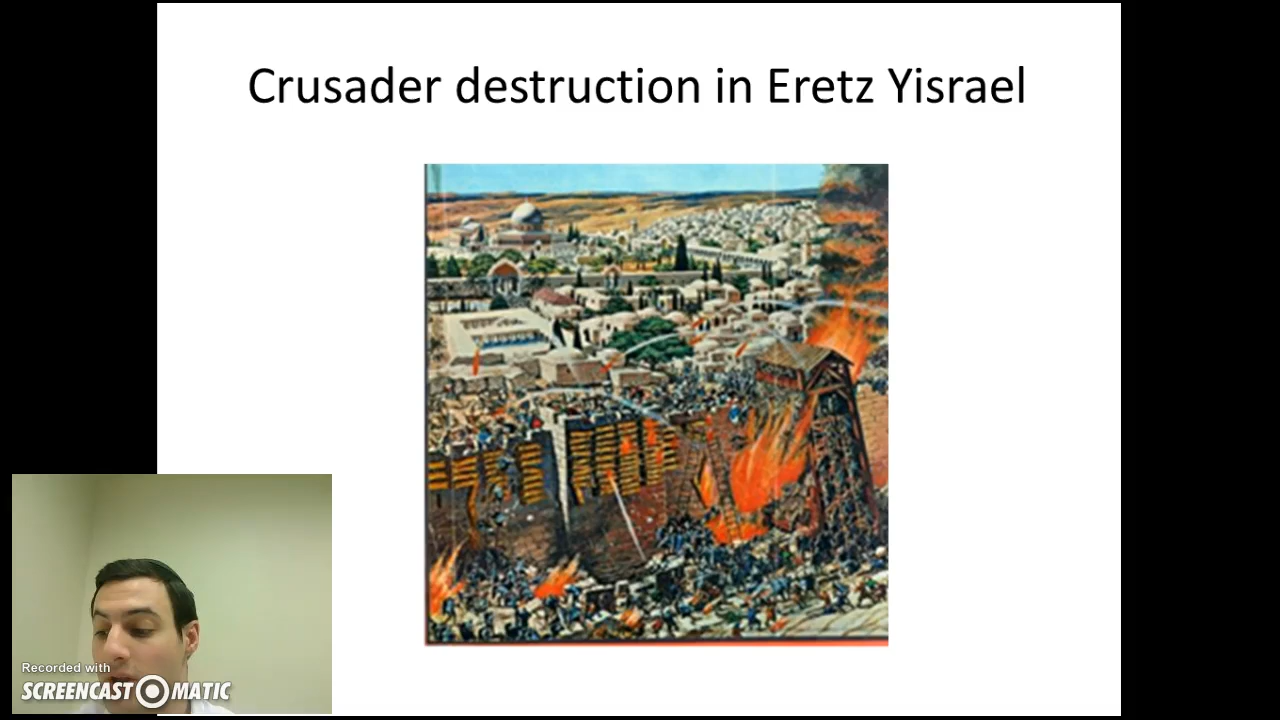 Crusader destruction in Eretz Yisrael
Recorded with
SCREENCAST MATIC